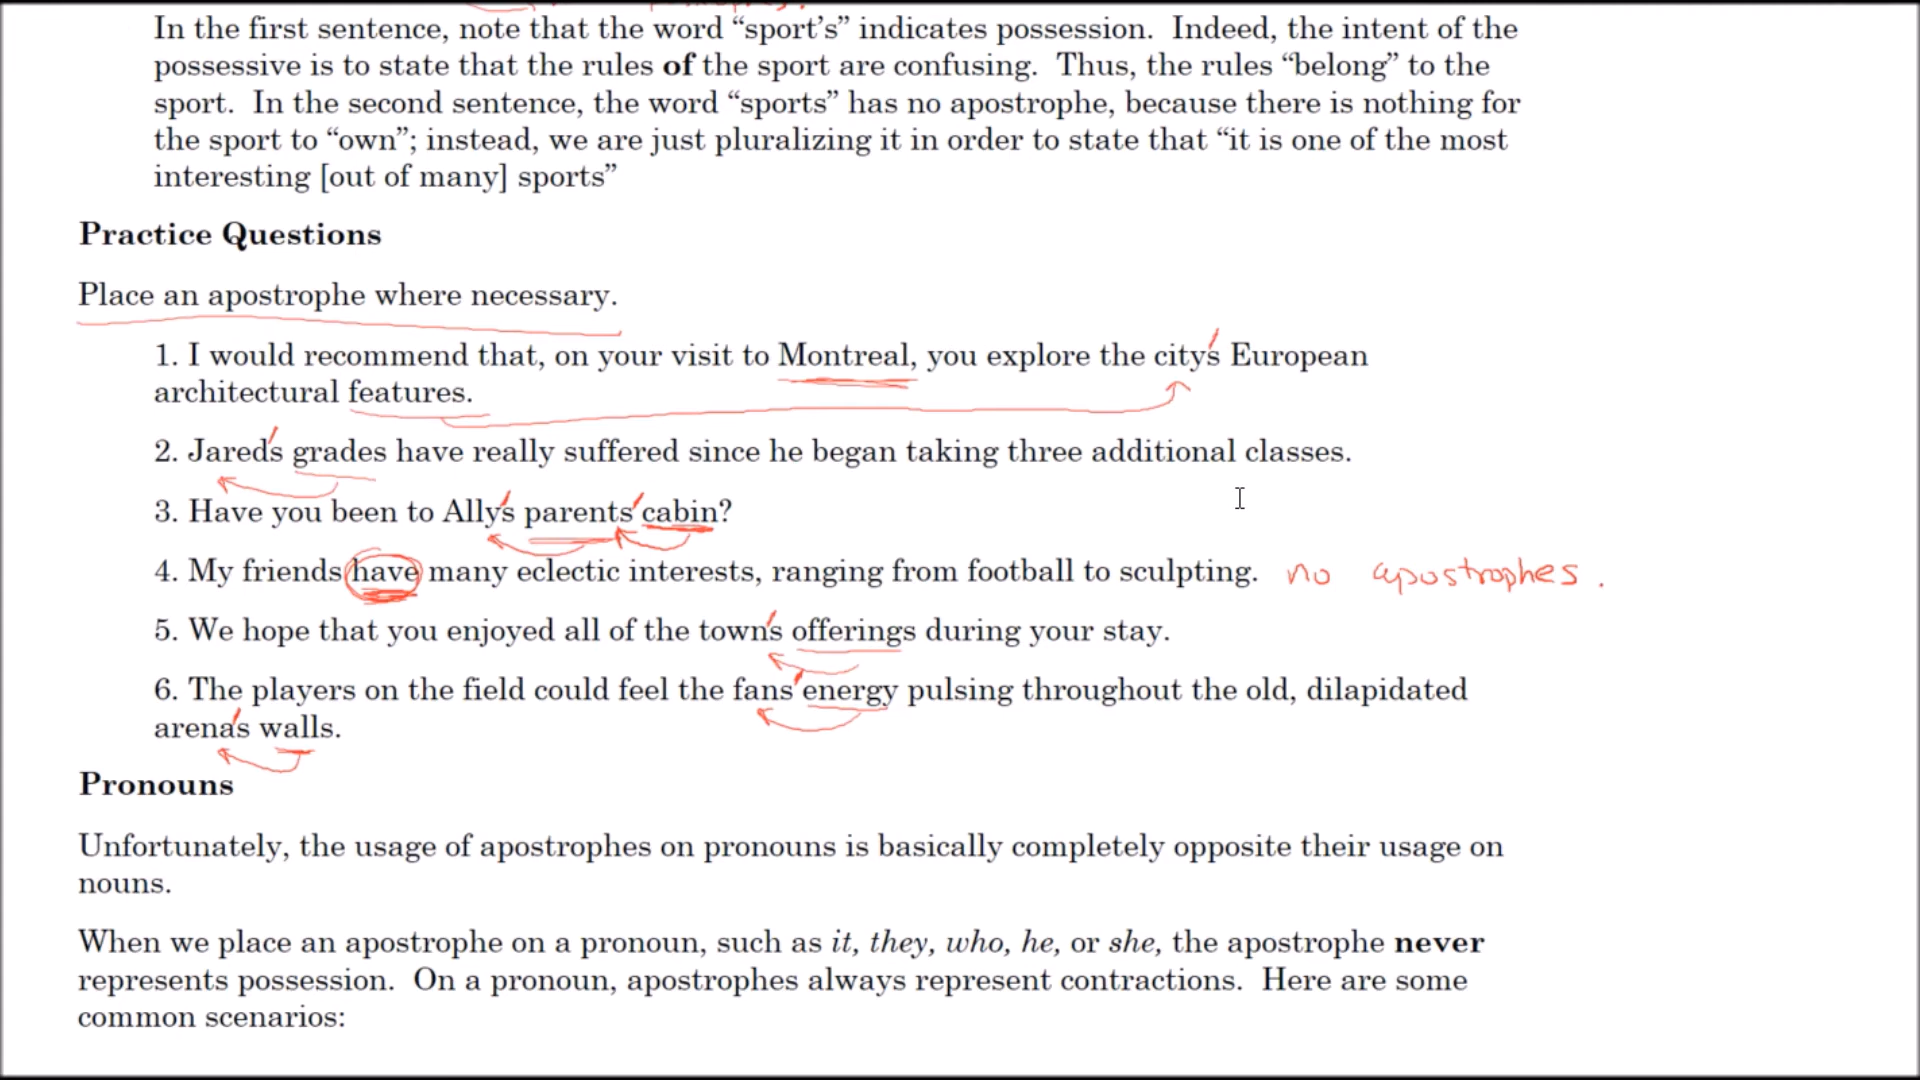 In the first sentence, note that the word “sport’s” indicates possession. Indeed, the intent of the
possessive is to state that the rules of the sport are confusing. Thus, the rules “belong” to the
sport. In the second sentence, the word “sports” has no apostrophe, because there is nothing for
the sport to “own”; instead, we are just pluralizing it in order to state that “it is one of the most
interesting [out of many] sports”
Practice Questions
Place an apostrophe where necessary.
1. I would recommend that, on your visit to Montreal, you explore the city's European
architectural features.
2. Jared's grades have really suffered since he began taking three additional classes.
3. Have you been to Ally's parents' cabin?
4. My friends have many eclectic interests, ranging from football to sculpting. no apostrophes.
5. We hope that you enjoyed all of the town's offerings during your stay.
6. The players on the field could feel the fans' energy pulsing throughout the old, dilapidated
arena's walls.
Pronouns
Unfortunately, the usage of apostrophes on pronouns is basically completely opposite their usage on
nouns.
When we place an apostrophe on a pronoun, such as it, they, who, he, or she, the apostrophe never
represents possession. On a pronoun, apostrophes always represent contractions. Here are some
common scenarios: